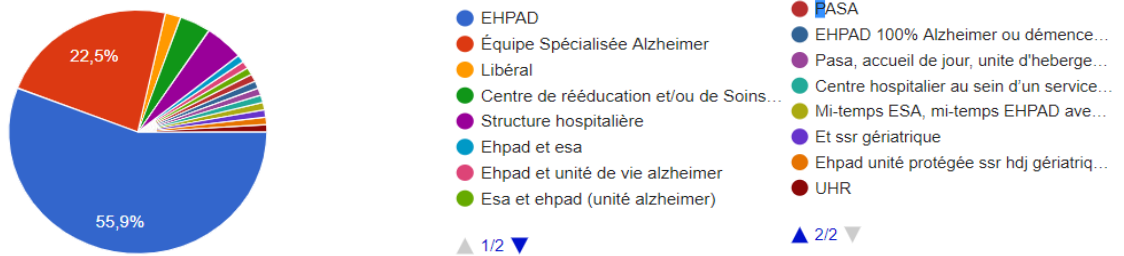 22,5%
55,9%
EHPAD
Équipe Spécialisée Alzheimer
Libéral
Centre de rééducation et/ou de Soins...
Structure hospitalière
Ehpad et esa
Ehpad et unité de vie alzheimer
Esa et ehpad (unité alzheimer)
1/2
PASA
EHPAD 100% Alzheimer ou démence...
Pasa, accueil de jour, unite d'heberge...
Centre hospitalier au sein d’un service...
Mi-temps ESA, mi-temps EHPAD ave...
Et ssr gériatrique
Ehpad unité protégée ssr hdj gériatriq...
UHR
2/2